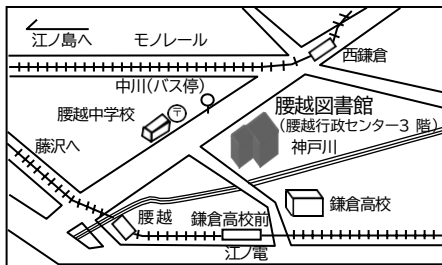 江ノ島へ
モノレール
西鎌倉
中川(バス停)
腰越中学校
〒
腰越図書館
(腰越行政センター3 階)
神戸川
藤沢へ
鎌倉高校
腰越
鎌倉高校前
江ノ電